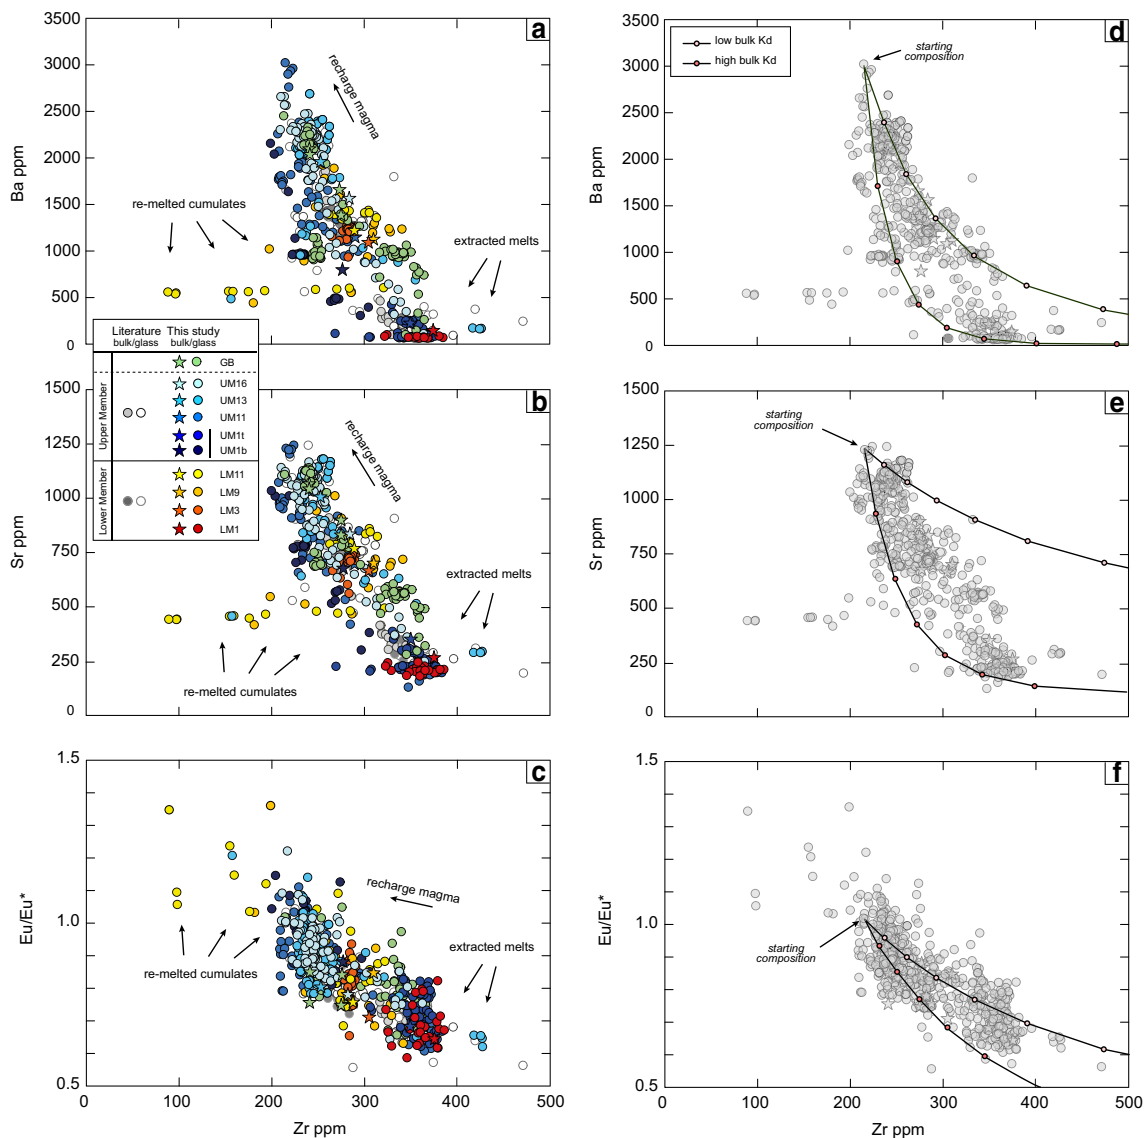 a
3500
3000
2500
2000
1500
1000
500
0
Ba ppm
recharge magma
re-melted cumulates
extracted melts
Literature This study
bulk/glass bulk/glass
Upper Member
Lower Member
GB
UM16
UM13
UM11
UM1t
UM1b
LM11
LM9
LM3
LM1
b
1500
1250
1000
750
500
250
0
Sr ppm
recharge magma
extracted melts
re-melted cumulates
c
1.5
1.0
0.5
Eu/Eu*
recharge magma
extracted melts
re-melted cumulates
0 100 200 300 400 500
Zr ppm
d
3500
3000
2500
2000
1500
1000
500
0
Ba ppm
low bulk Kd
high bulk Kd
starting
composition
e
1500
1250
1000
750
500
250
0
Sr ppm
starting
composition
f
1.5
1.0
0.5
Eu/Eu*
starting
composition
0 100 200 300 400 500
Zr ppm